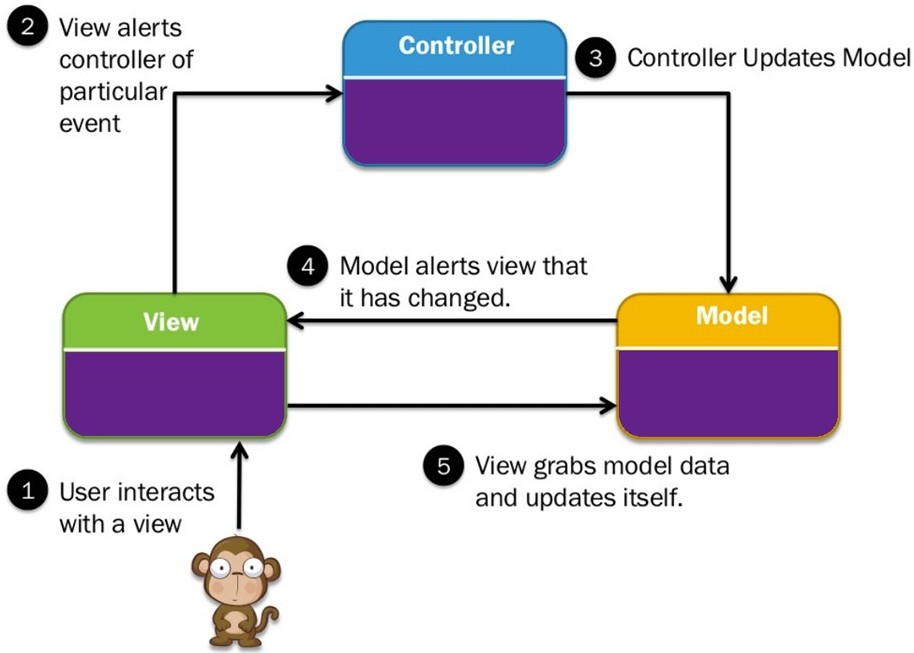 2
View alerts
controller of
particular
event
Controller
3
Controller Updates Model
4
Model alerts view that
it has changed.
View
Model
1
User interacts
with a view
5
View grabs model data
and updates itself.